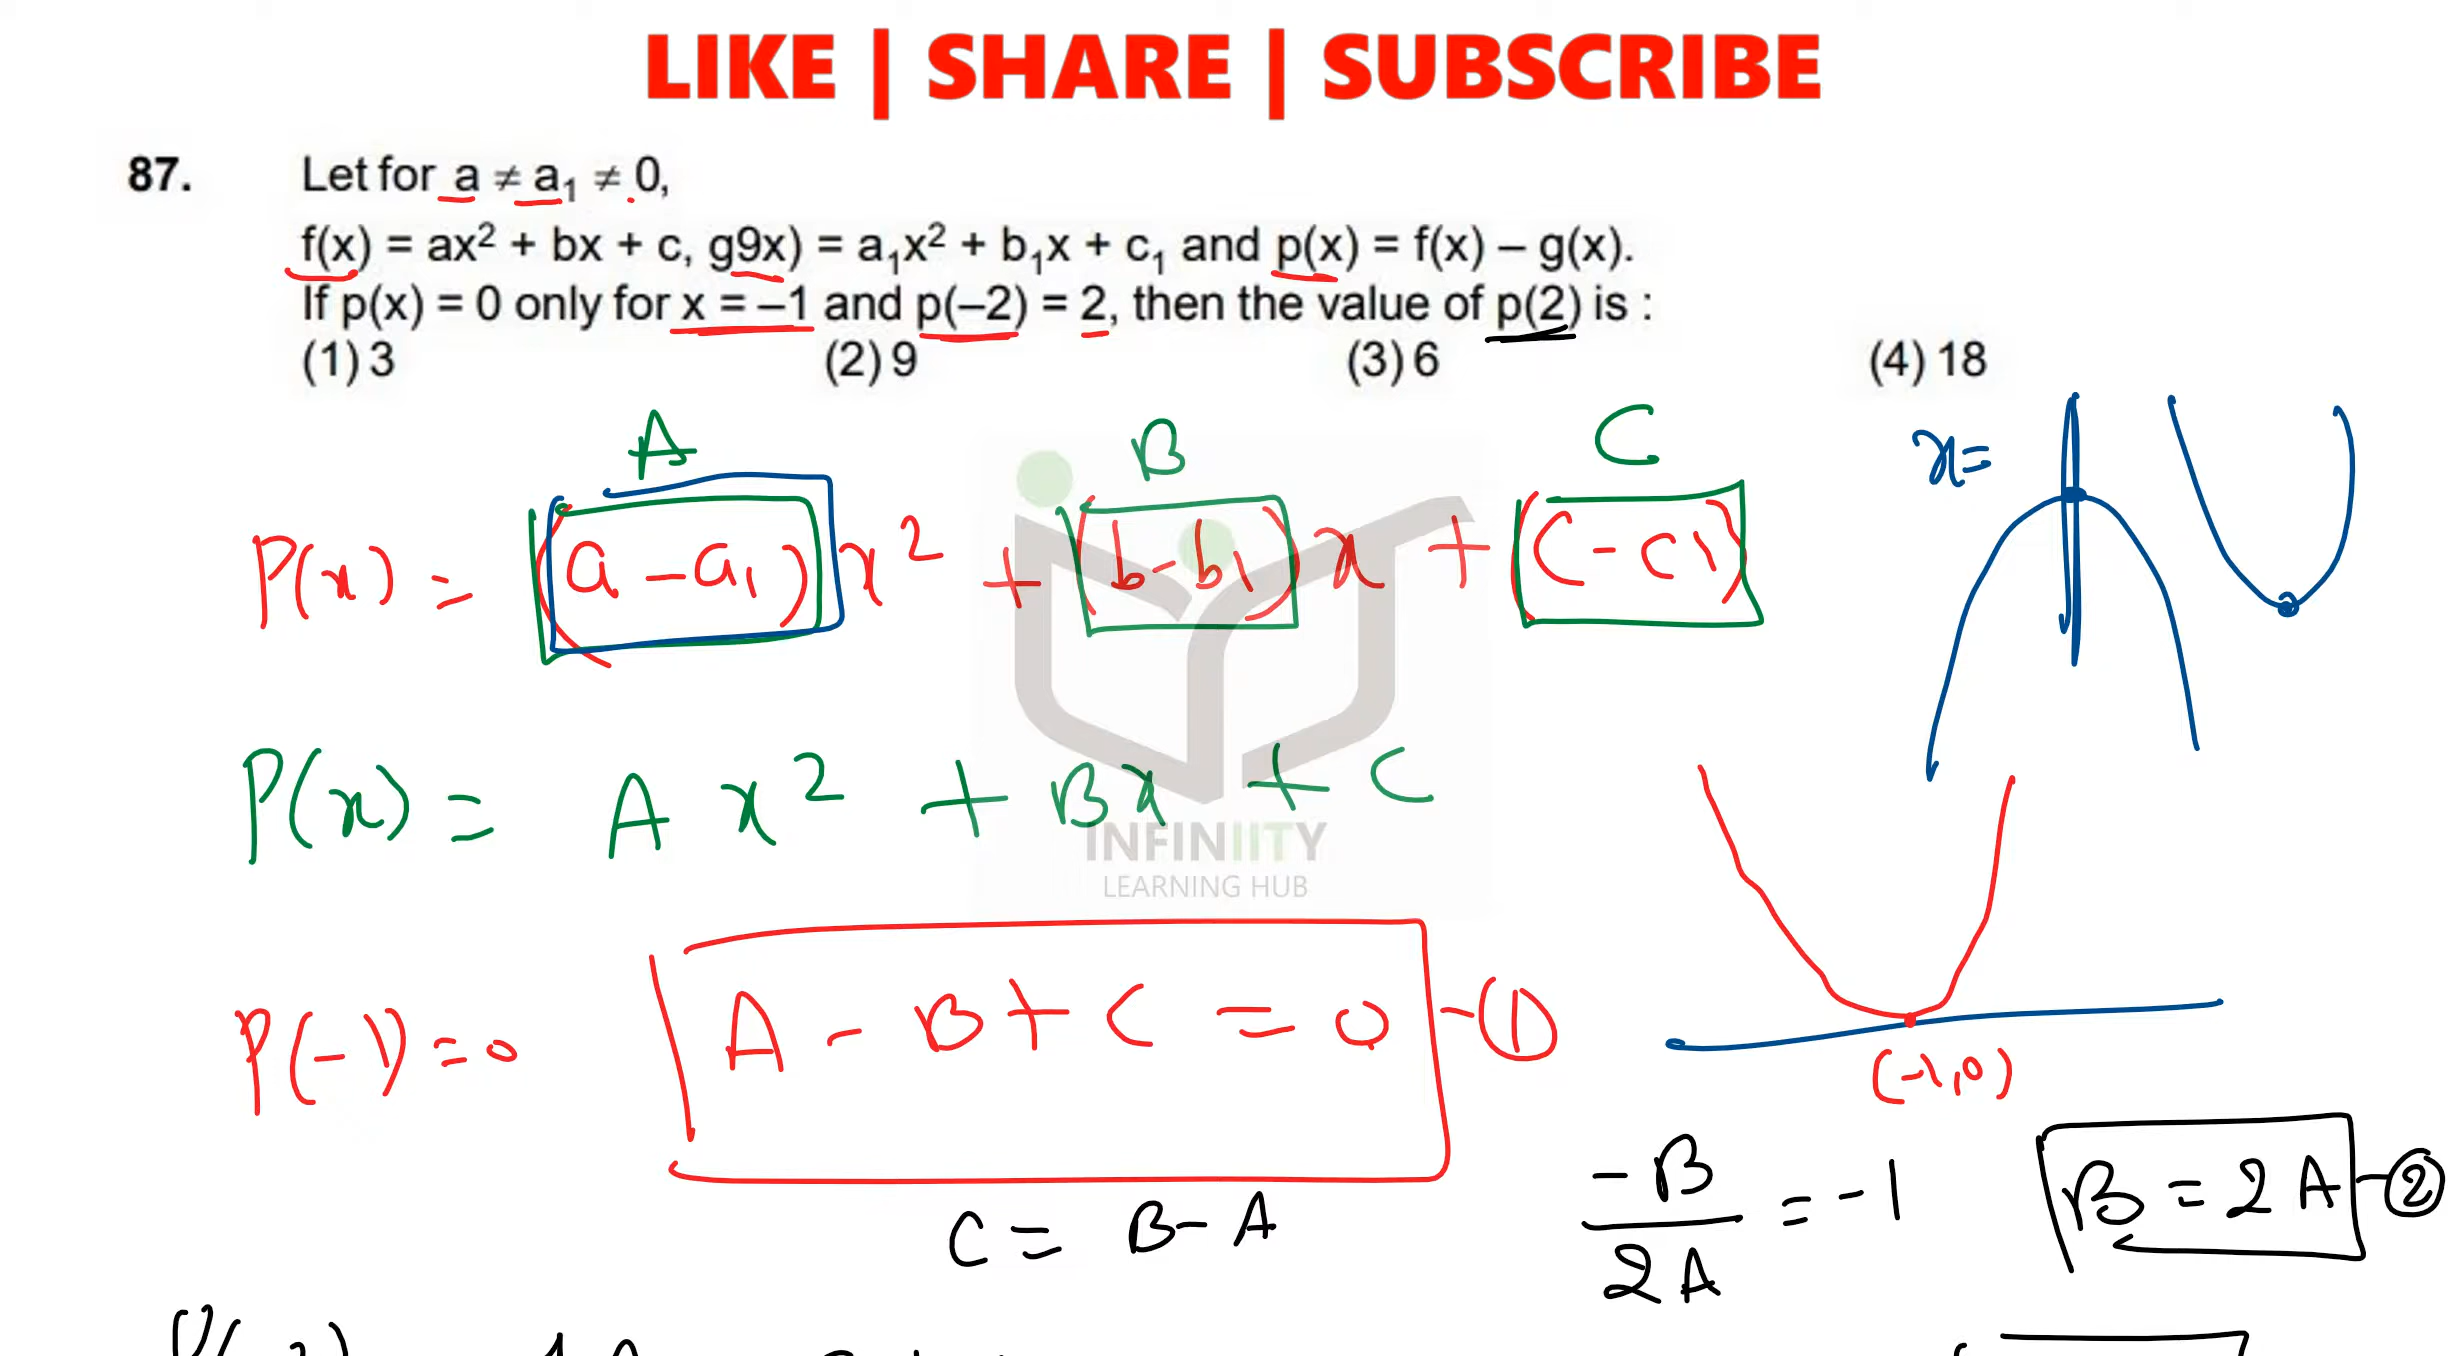 LIKE | SHARE | SUBSCRIBE
87. Let for a ≠ a₁ ≠ 0,
f(x) = ax² + bx + c, g9x) = a₁x² + b₁x + c₁ and p(x) = f(x) – g(x).
If p(x) = 0 only for x = –1 and p(–2) = 2, then the value of p(2) is :
(1) 3 (2) 9 (3) 6 (4) 18
A B C
x=
P(x) = (a - a₁) x² + (b - b₁) x + (C - C1)
P(x) = A x² + Bx + C
INFINIITY
LEARNING HUB
P(-1) = 0 A - B + C = 0 - ①
(-1,0)
C = B - A
-B/2A = -1 B = 2A - ②